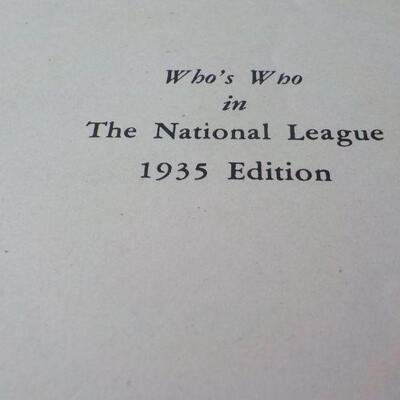 Who's Who
in
The National League
1935 Edition